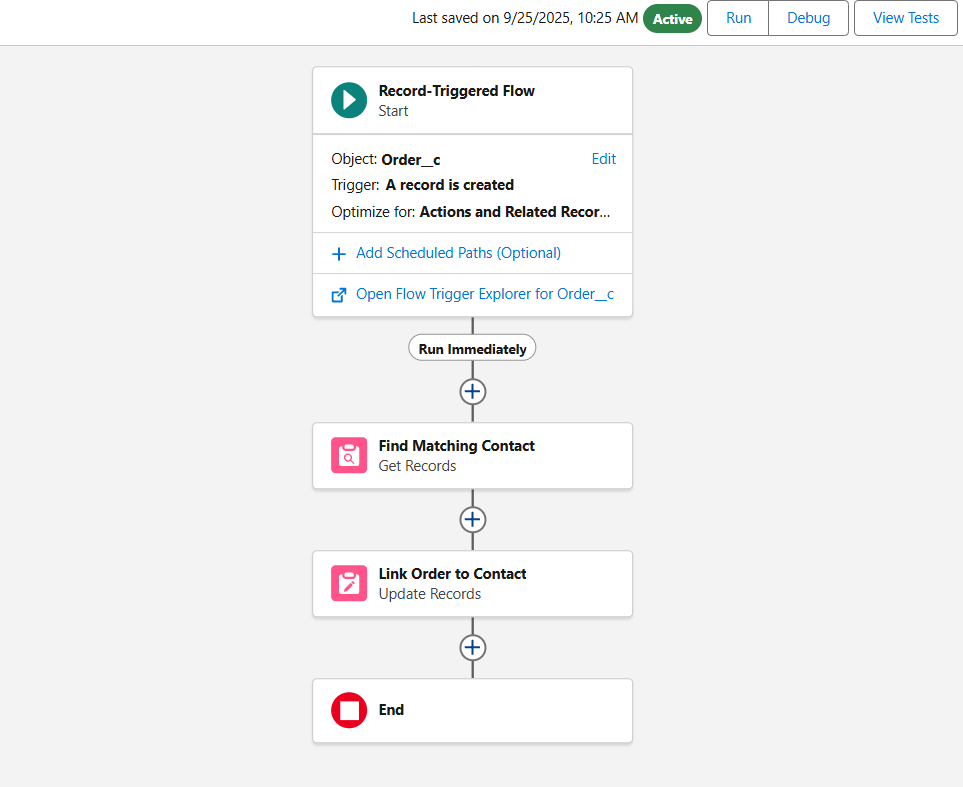 Last saved on 9/25/2025, 10:25 AM Active Run Debug View Tests
Record-Triggered Flow
Start
Object: Order__c Edit
Trigger: A record is created
Optimize for: Actions and Related Recor...
Add Scheduled Paths (Optional)
Open Flow Trigger Explorer for Order__c
Run Immediately
Find Matching Contact
Get Records
Link Order to Contact
Update Records
End